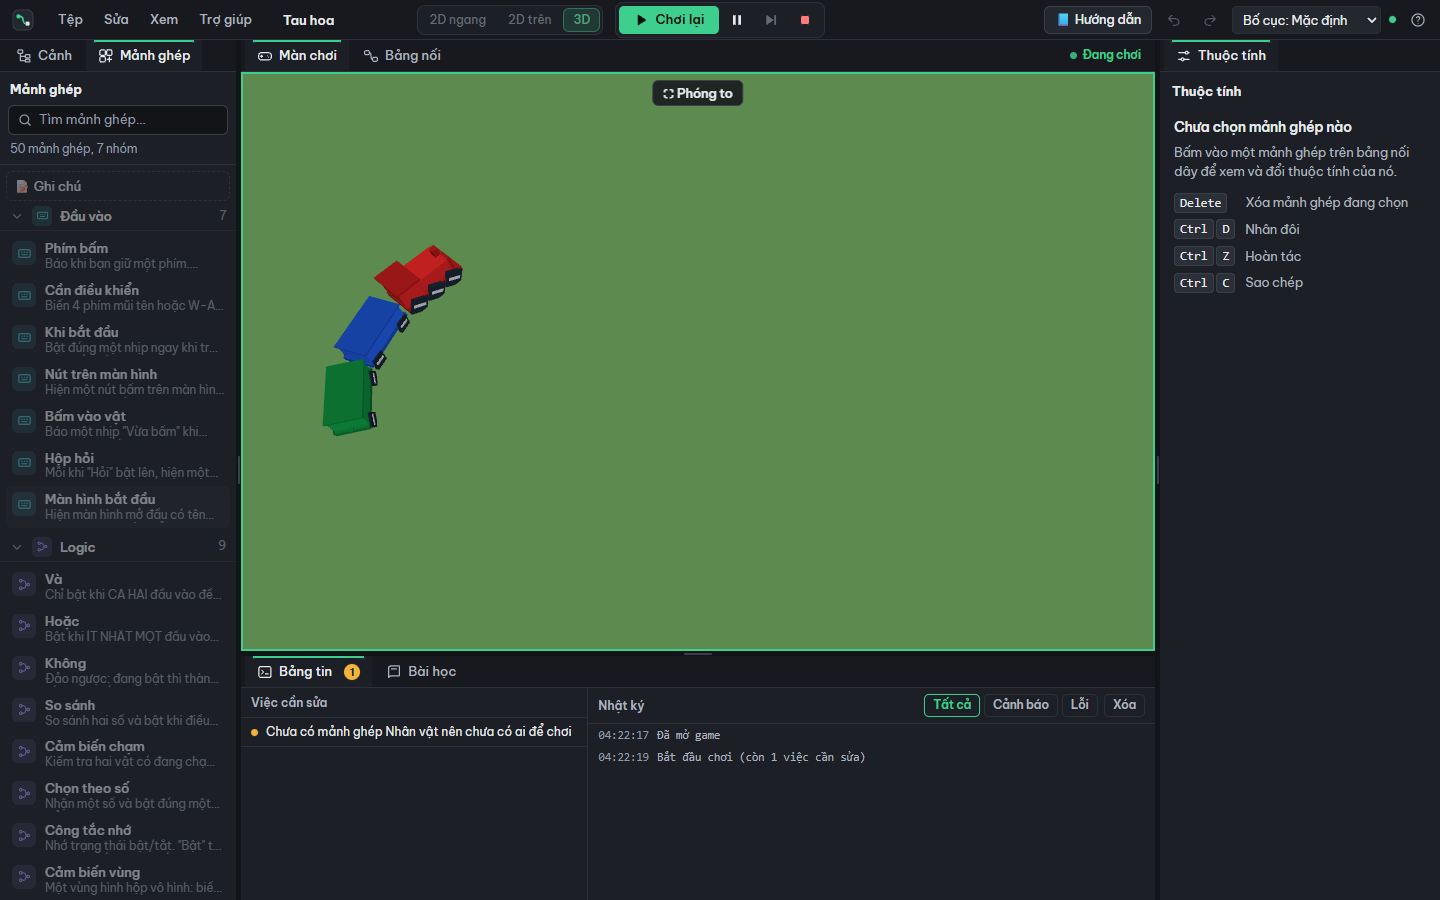 Tệp Sửa Xem Trợ giúp Tau hoa 2D ngang 2D trên 3D Chơi lại Hướng dẫn Bố cục: Mặc định
Cảnh Mảnh ghép
Mảnh ghép
Tìm mảnh ghép...
50 mảnh ghép, 7 nhóm
Ghi chú
Đầu vào 7
Phím bấm
Báo khi bạn giữ một phím....
Cần điều khiển
Biến 4 phím mũi tên hoặc W-A...
Khi bắt đầu
Bật đúng một nhịp ngay khi tr...
Nút trên màn hình
Hiện một nút bấm trên màn hìn...
Bấm vào vật
Báo một nhịp "Vừa bấm" khi...
Hộp hỏi
Mỗi khi "Hỏi" bật lên, hiện một...
Màn hình bắt đầu
Hiện màn hình mở đầu có tên...
Logic 9
Và
Chỉ bật khi CẢ HAI đầu vào đề...
Hoặc
Bật khi ÍT NHẤT MỘT đầu vào...
Không
Đảo ngược: đang bật thì thàn...
So sánh
So sánh hai số và bật khi điều...
Cảm biến chạm
Kiểm tra hai vật có đang chạ...
Chọn theo số
Nhận một số và bật đúng một...
Công tắc nhớ
Nhớ trạng thái bật/tắt. "Bật" t...
Cảm biến vùng
Một vùng hình hộp vô hình: biế...
Màn chơi Bảng nối Đang chơi
Phóng to
Bảng tin 1 Bài học
Việc cần sửa
Chưa có mảnh ghép Nhân vật nên chưa có ai để chơi
Nhật ký Tất cả Cảnh báo Lỗi Xóa
04:22:17 Đã mở game
04:22:19 Bắt đầu chơi (còn 1 việc cần sửa)
Thuộc tính
Thuộc tính
Chưa chọn mảnh ghép nào
Bấm vào một mảnh ghép trên bảng nối
dây để xem và đổi thuộc tính của nó.
Delete Xóa mảnh ghép đang chọn
Ctrl D Nhân đôi
Ctrl Z Hoàn tác
Ctrl C Sao chép